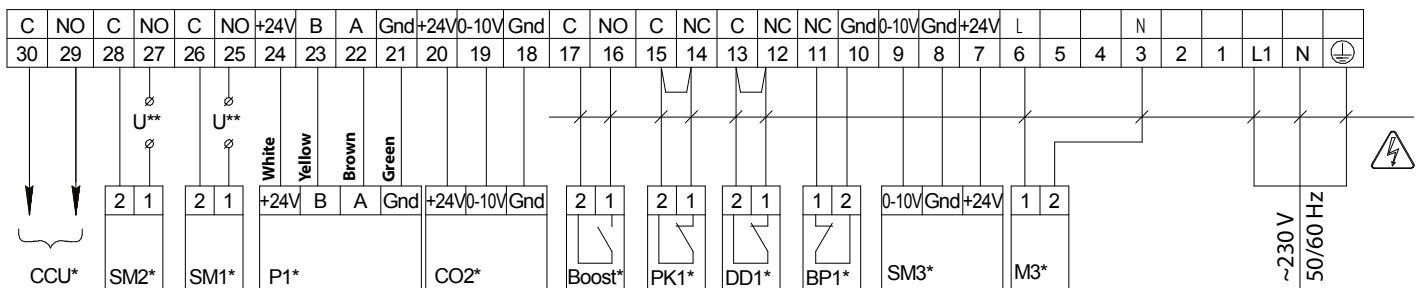 C NO C NO C NO +24V B A Gnd +24V 0-10V Gnd C NO C NC C NC NC Gnd 0-10V Gnd +24V L N
30 29 28 27 26 25 24 23 22 21 20 19 18 17 16 15 14 13 12 11 10 9 8 7 6 5 4 3 2 1 L1 N
U** U**
White Yellow Brown Green
2 1 2 1 +24V B A Gnd +24V 0-10V Gnd 2 1 2 1 2 1 1 2 0-10V Gnd +24V 1 2
CCU* SM2* SM1* P1* CO2* Boost* PK1* DD1* BP1* SM3* M3*
~230 V
50/60 Hz